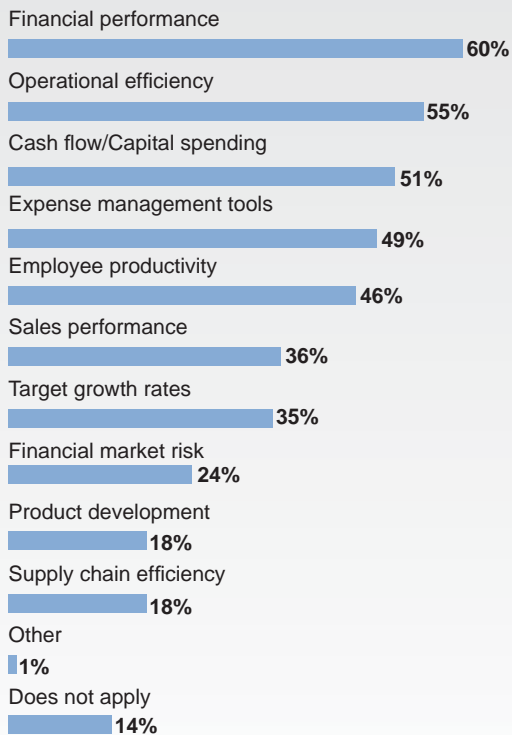 Financial performance
60%
Operational efficiency
55%
Cash flow/Capital spending
51%
Expense management tools
49%
Employee productivity
46%
Sales performance
36%
Target growth rates
35%
Financial market risk
24%
Product development
18%
Supply chain efficiency
18%
Other
1%
Does not apply
14%